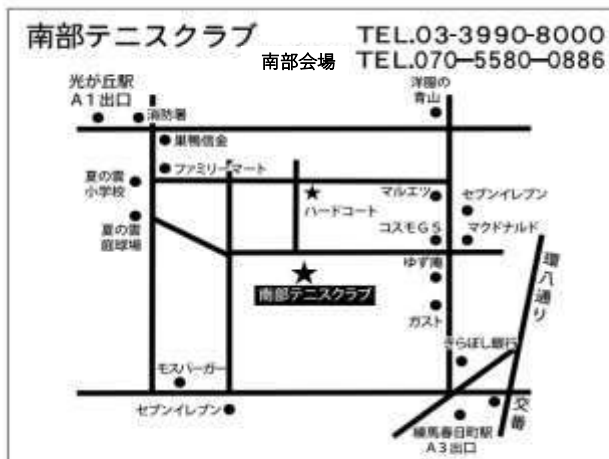 南部テニスクラブ
TEL.03-3990-8000
南部会場
TEL.070-5580-0886
光が丘駅
A1出口
消防署
洋服の
青山
巣鴨信金
ファミリーマート
夏の雲
小学校
ハードコート
マルエツ
セブンイレブン
夏の雲
庭球場
コスモGS
マクドナルド
環八通り
ゆず庵
南部テニスクラブ
ガスト
きらぼし銀行
モスバーガー
セブンイレブン
交番
練馬春日町駅
A3出口